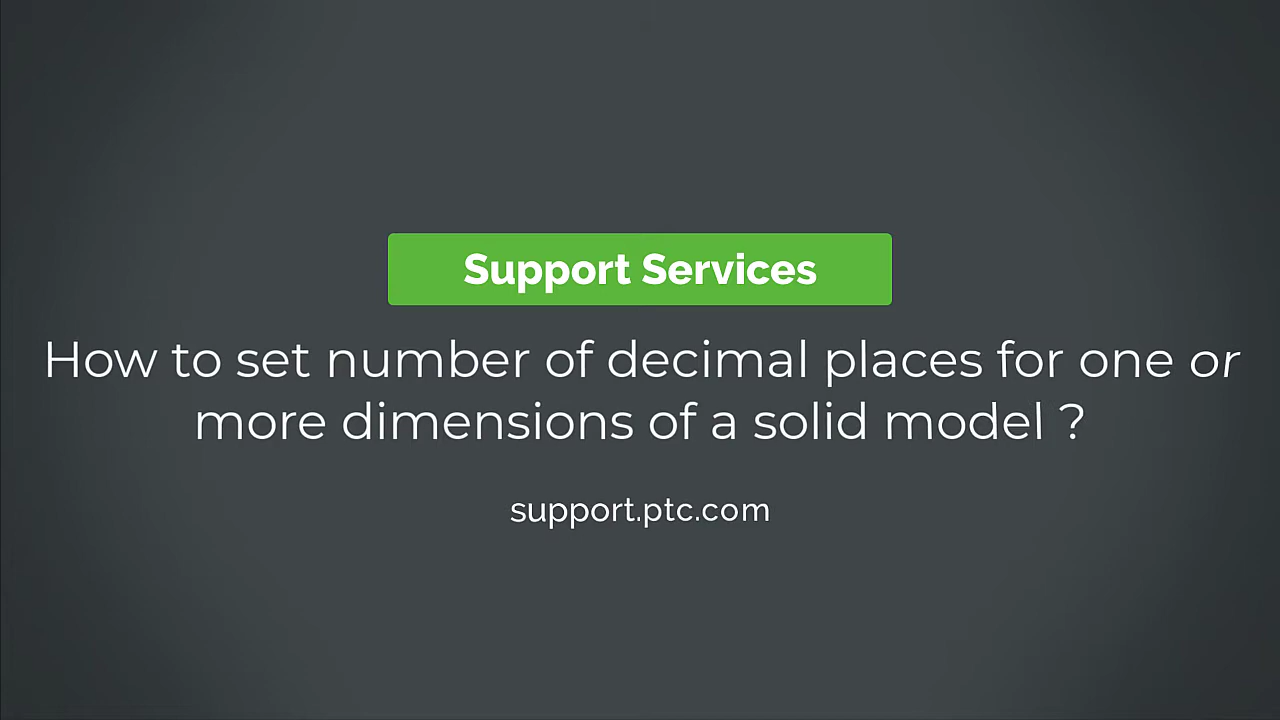 Support Services
How to set number of decimal places for one or
more dimensions of a solid model ?
support.ptc.com